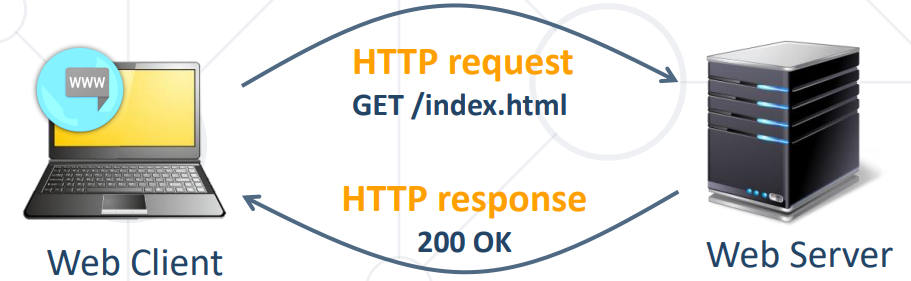 WWW
HTTP request
GET /index.html
HTTP response
200 OK
Web Client
Web Server